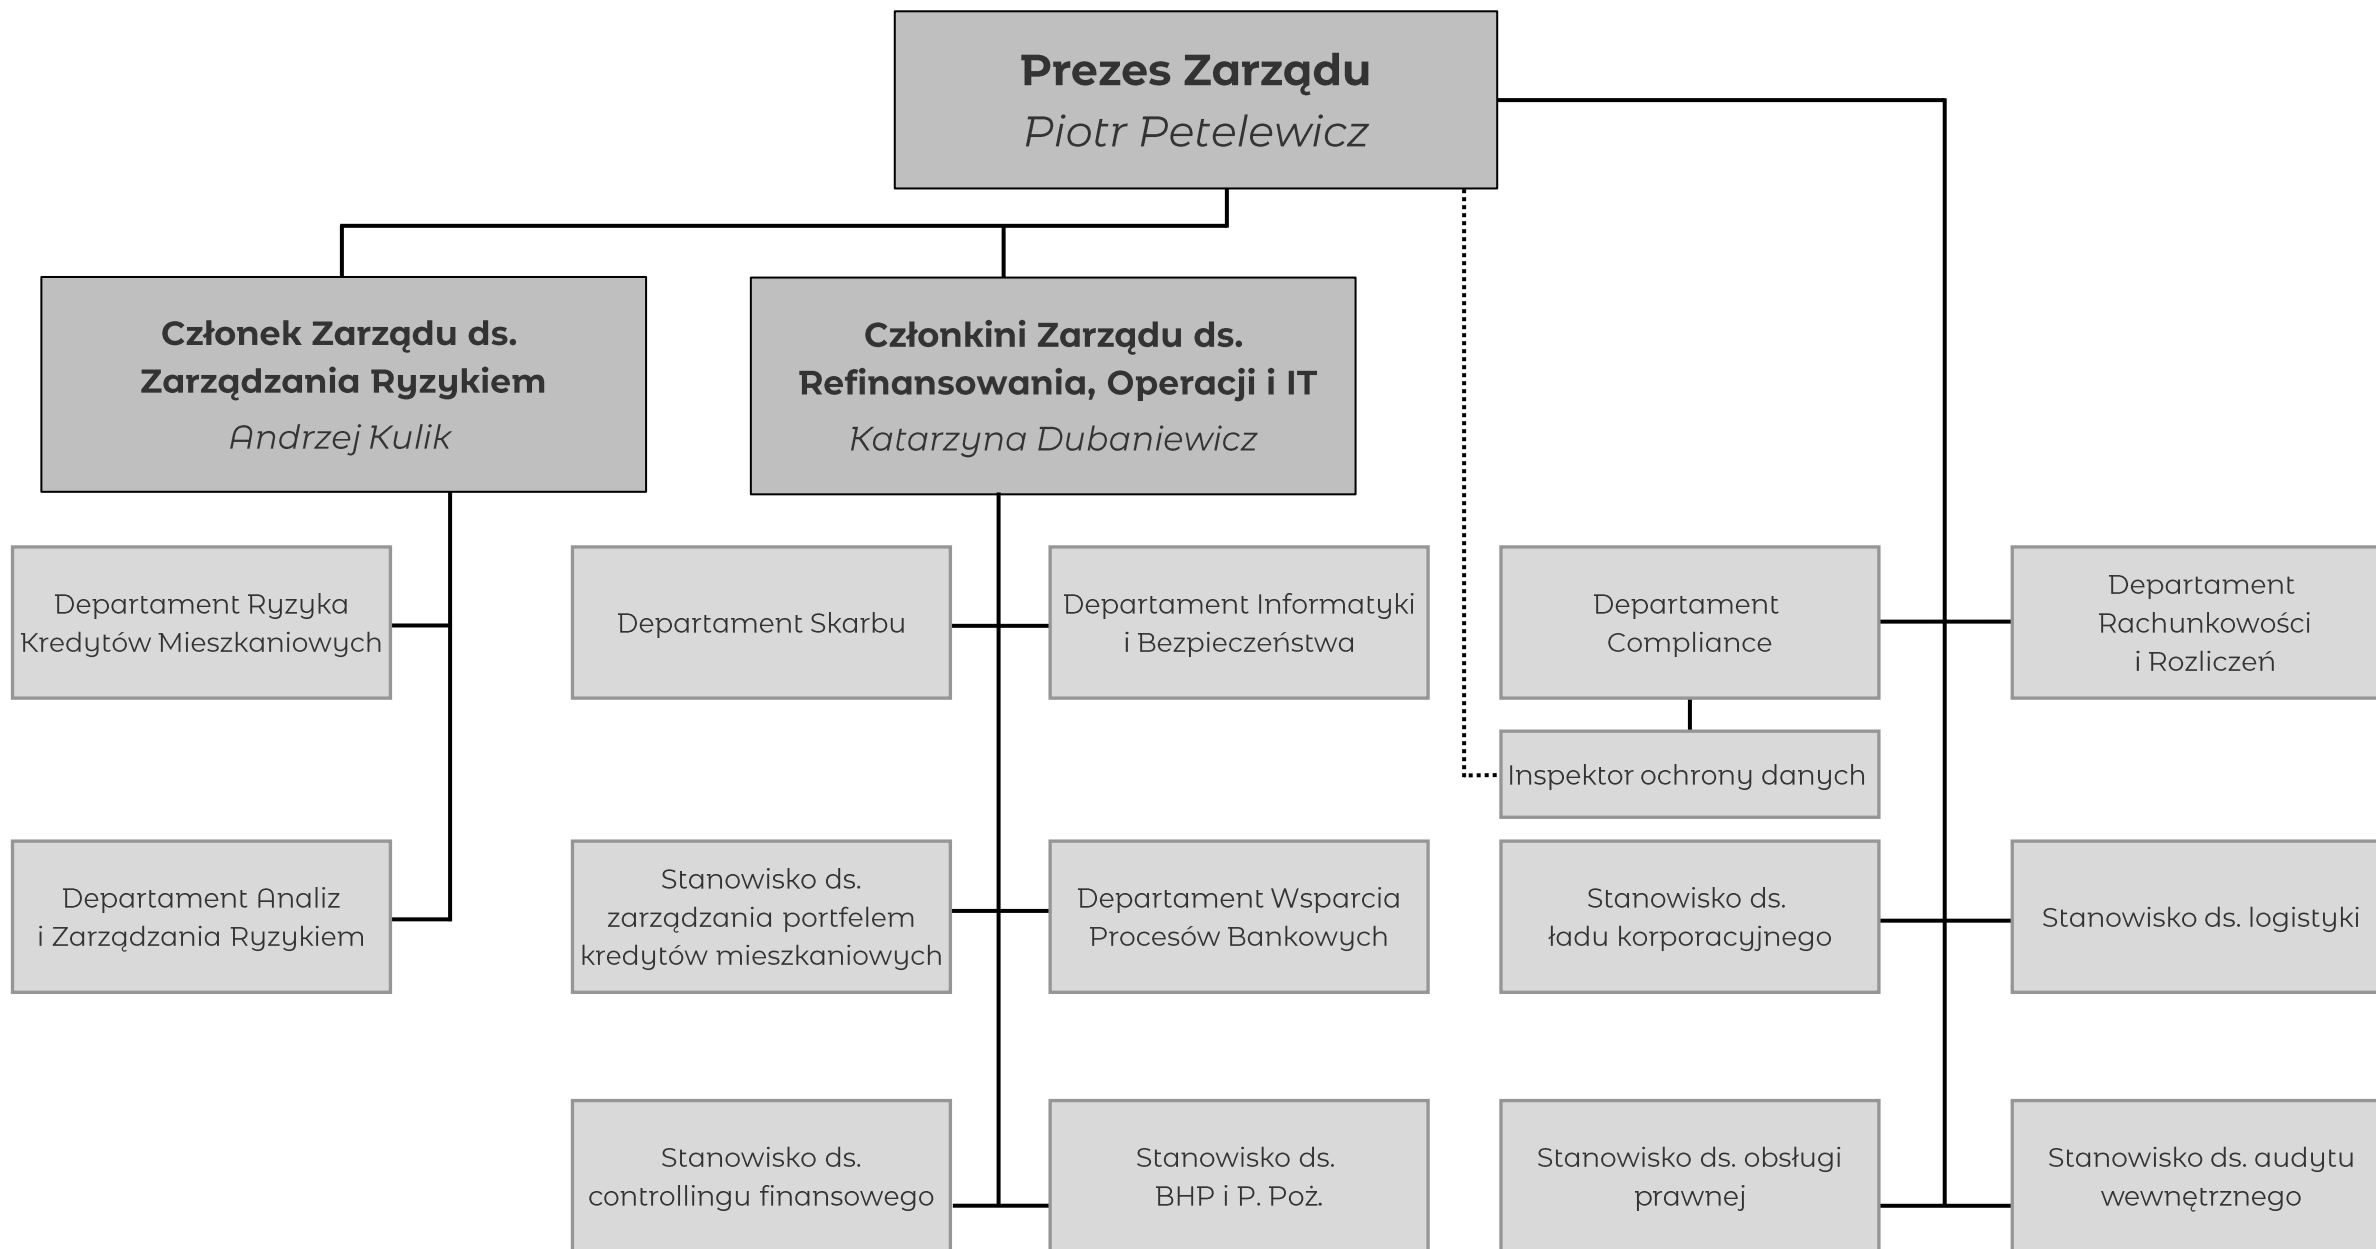 Prezes Zarządu
Piotr Petelewicz
Członek Zarządu ds.
Zarządzania Ryzykiem
Andrzej Kulik
Członkini Zarządu ds.
Refinansowania, Operacji i IT
Katarzyna Dubaniewicz
Departament Ryzyka
Kredytów Mieszkaniowych
Departament Skarbu
Departament Informatyki
i Bezpieczeństwa
Departament
Compliance
Departament
Rachunkowości
i Rozliczeń
Inspektor ochrony danych
Departament Analiz
i Zarządzania Ryzykiem
Stanowisko ds.
zarządzania portfelem
kredytów mieszkaniowych
Departament Wsparcia
Procesów Bankowych
Stanowisko ds.
ładu korporacyjnego
Stanowisko ds. logistyki
Stanowisko ds.
controllingu finansowego
Stanowisko ds.
BHP i P. Poż.
Stanowisko ds. obsługi
prawnej
Stanowisko ds. audytu
wewnętrznego